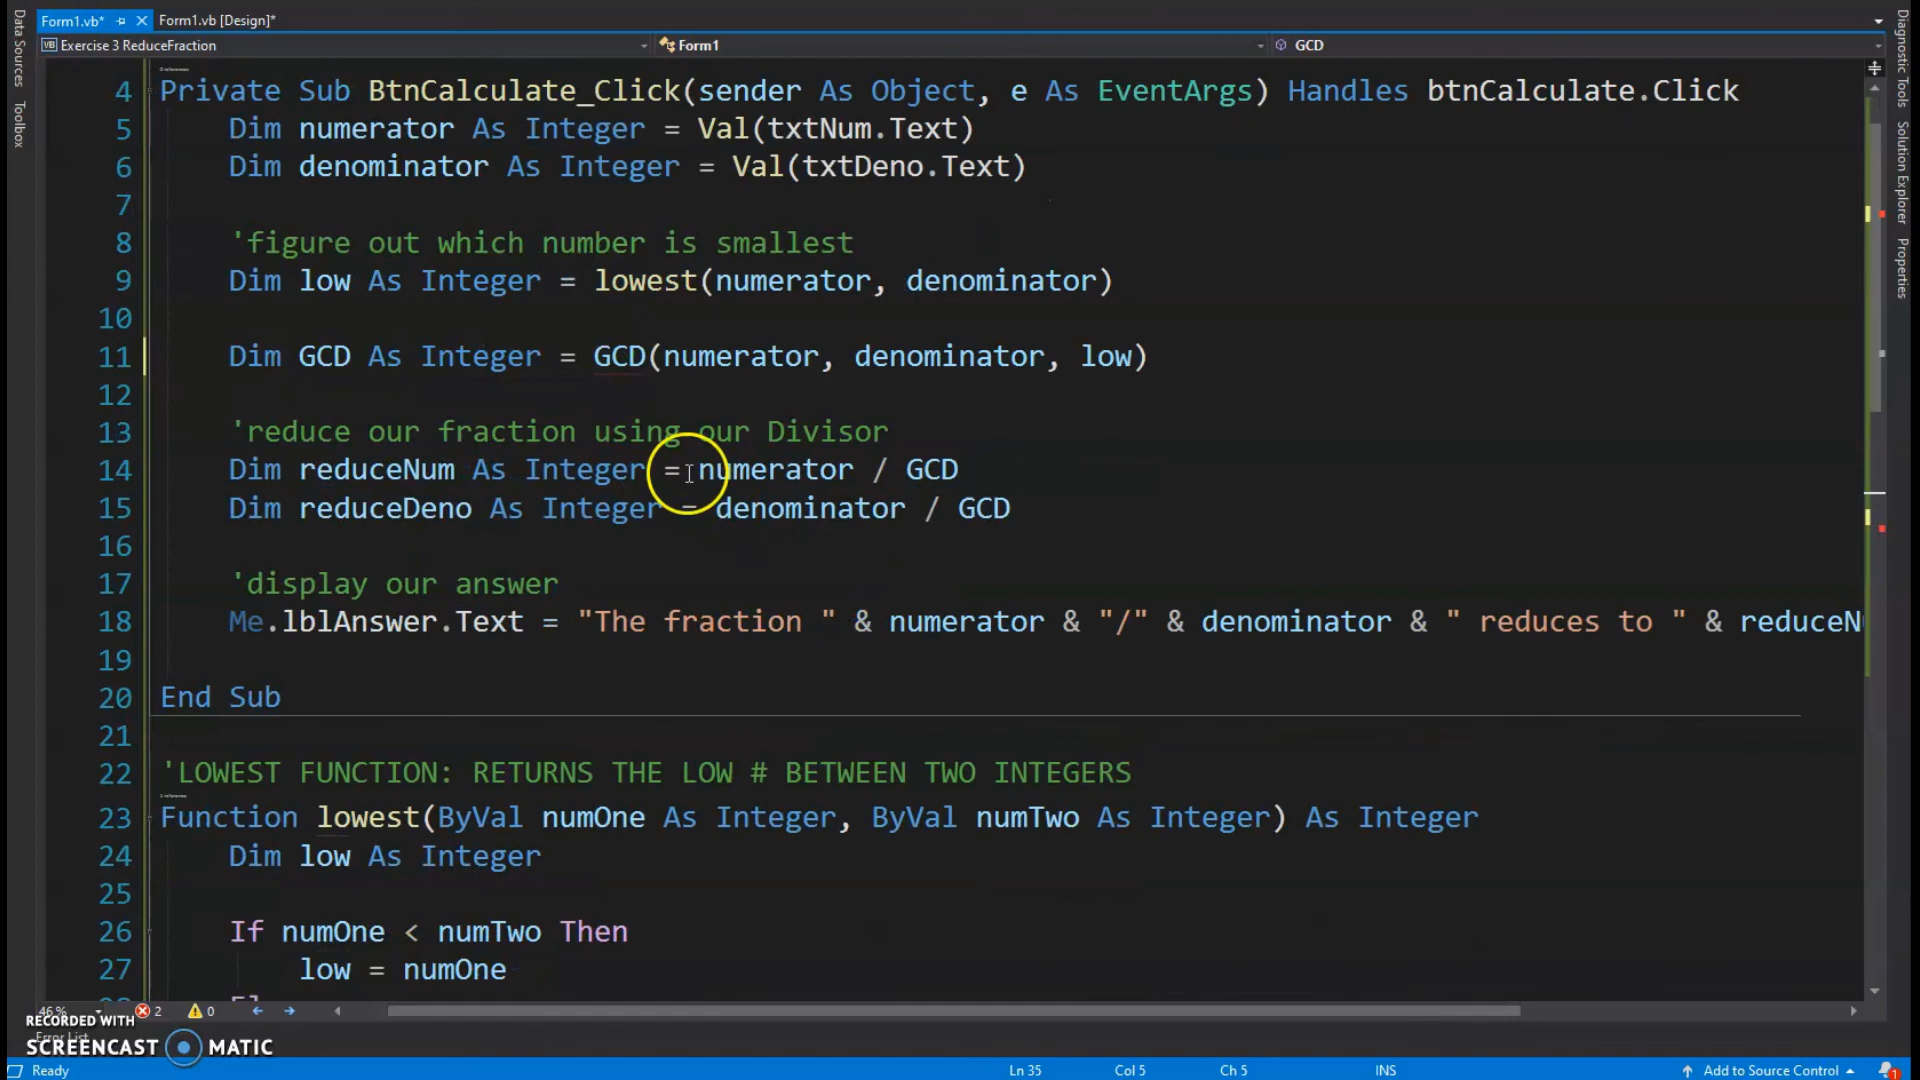 Form1.vb*
Form1.vb [Design]*
Exercise 3 ReduceFraction
Form1
GCD
Data Sources
Toolbox
Diagnostic Tools
Solution Explorer
Properties
4 Private Sub BtnCalculate_Click(sender As Object, e As EventArgs) Handles btnCalculate.Click
5 Dim numerator As Integer = Val(txtNum.Text)
6 Dim denominator As Integer = Val(txtDeno.Text)
7
8 'figure out which number is smallest
9 Dim low As Integer = lowest(numerator, denominator)
10
11 Dim GCD As Integer = GCD(numerator, denominator, low)
12
13 'reduce our fraction using our Divisor
14 Dim reduceNum As Integer = numerator / GCD
15 Dim reduceDeno As Integer = denominator / GCD
16
17 'display our answer
18 Me.lblAnswer.Text = "The fraction " & numerator & "/" & denominator & " reduces to " & reduceN
19
20 End Sub
21
22 'LOWEST FUNCTION: RETURNS THE LOW # BETWEEN TWO INTEGERS
23 Function lowest(ByVal numOne As Integer, ByVal numTwo As Integer) As Integer
24 Dim low As Integer
25
26 If numOne < numTwo Then
27 low = numOne
46 %
2
0
RECORDED WITH
Error List
SCREENCAST MATIC
Ready
Ln 35
Col 5
Ch 5
INS
Add to Source Control
1